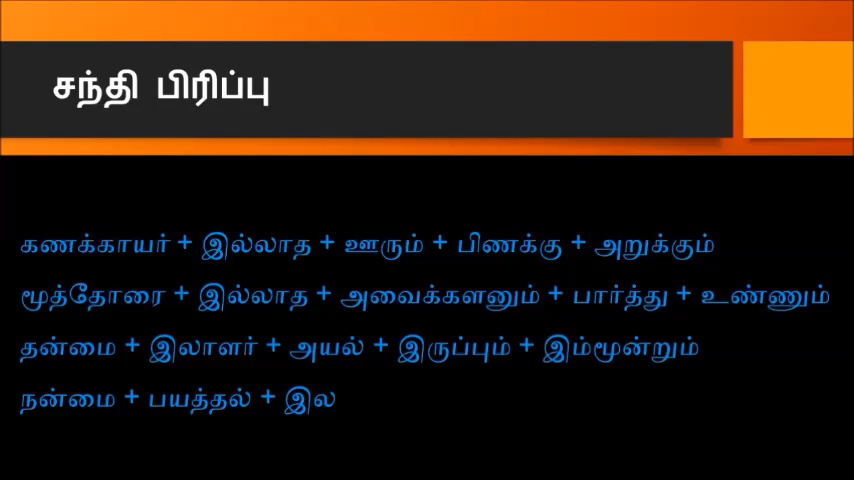 சந்தி பிரிப்பு
கணக்காயர் + இல்லாத + ஊரும் + பிணக்கு + அறுக்கும்
மூத்தோரை + இல்லாத + அவைக்களனும் + பார்த்து + உண்ணும்
தன்மை + இலாளர் + அயல் + இருப்பும் + இம்மூன்றும்
நன்மை + பயத்தல் + இல